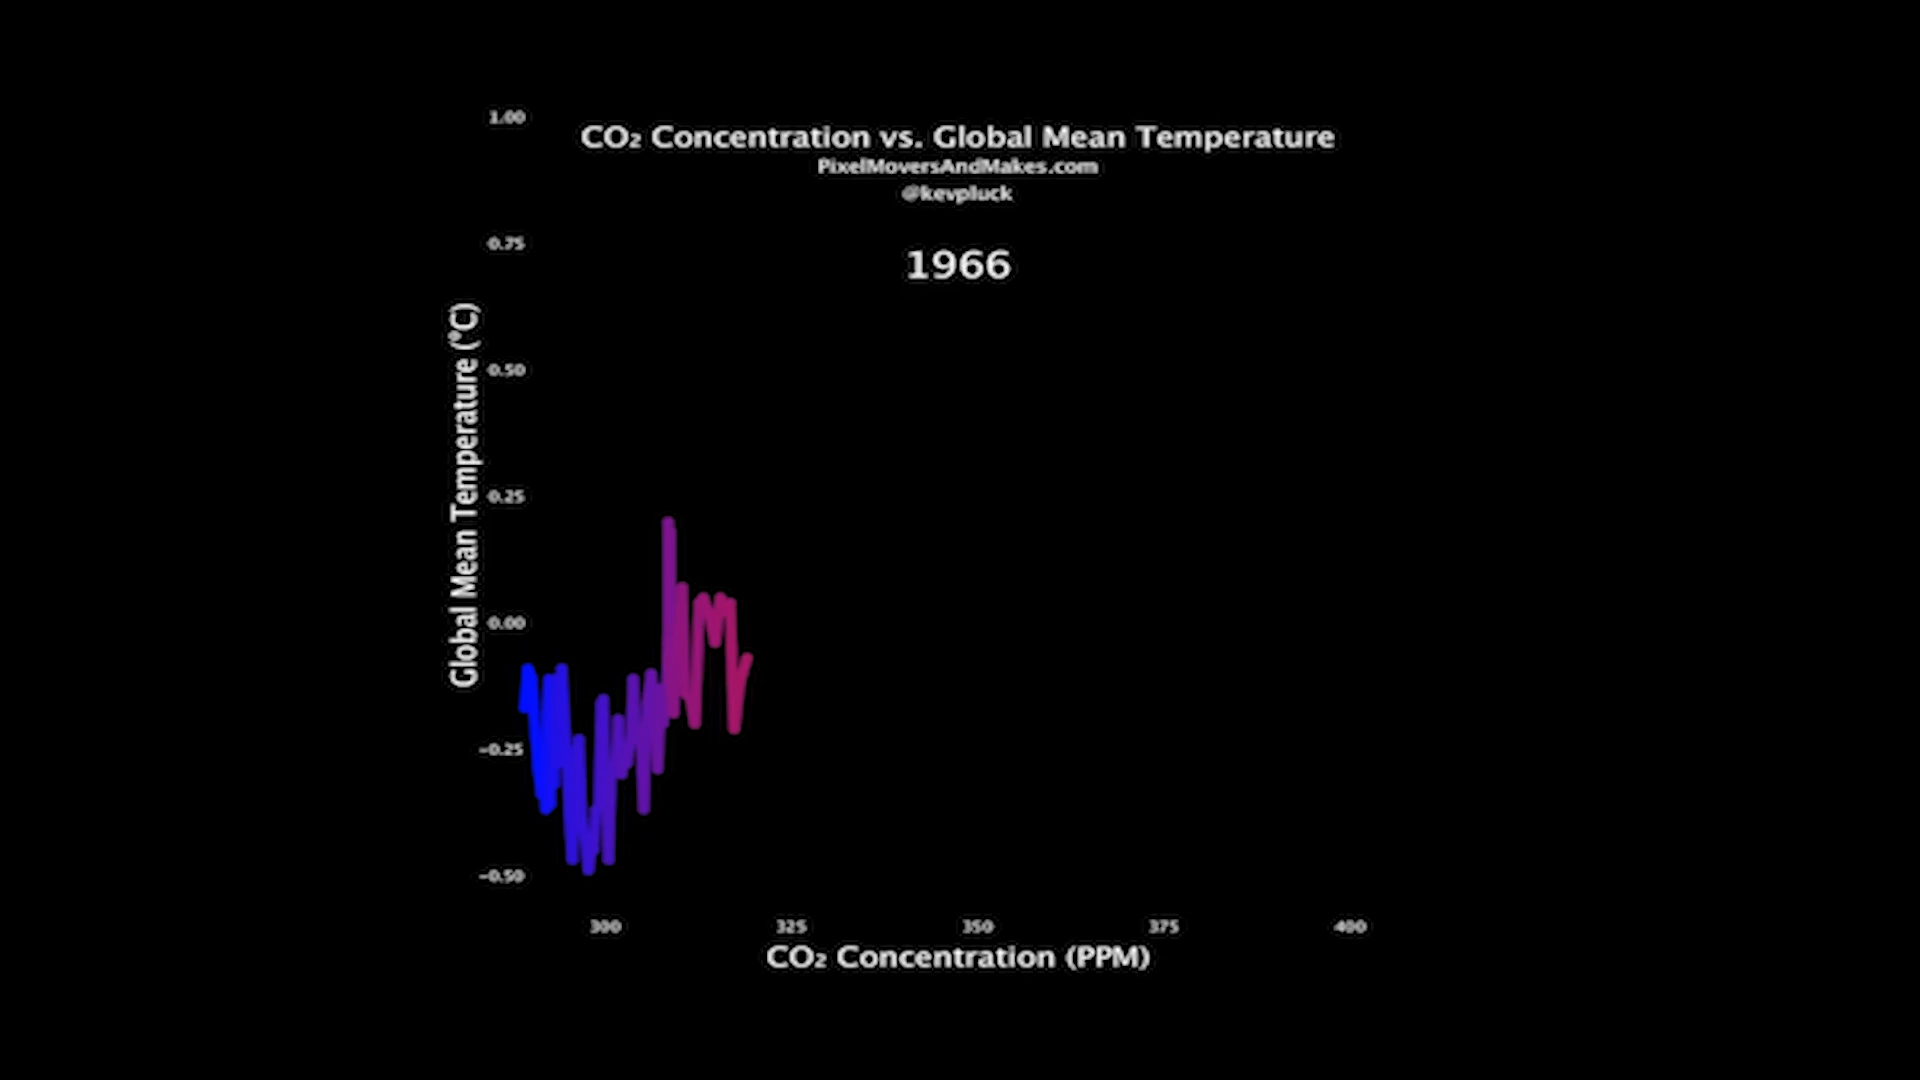 1.00
CO₂ Concentration vs. Global Mean Temperature
PixelMoversAndMakes.com
@kevpluck
0.75
1966
0.50
0.25
Global Mean Temperature (°C)
0.00
-0.25
-0.50
300 325 350 375 400
CO₂ Concentration (PPM)